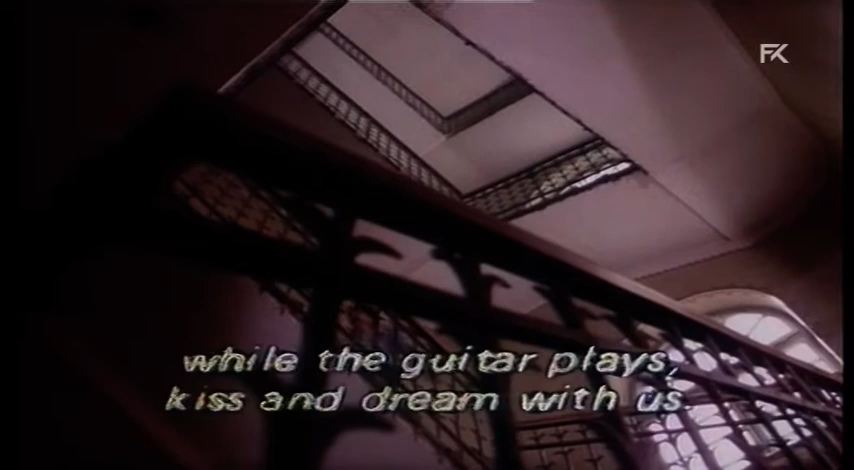 FK
while the guitar plays,
kiss and dream with us.